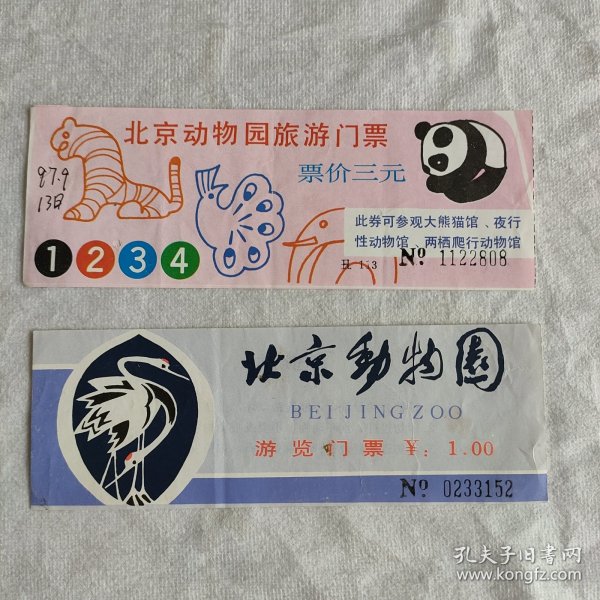 北京动物园旅游门票
票价三元
87.9
13日
此券可参观大熊猫馆、夜行
性动物馆、两栖爬行动物馆
1 2 3 4
Nº 1122808
北京動物園
BEIJING ZOO
游览门票 ¥: 1.00
Nº 0233152
孔夫子旧书网
www.kongfz.com